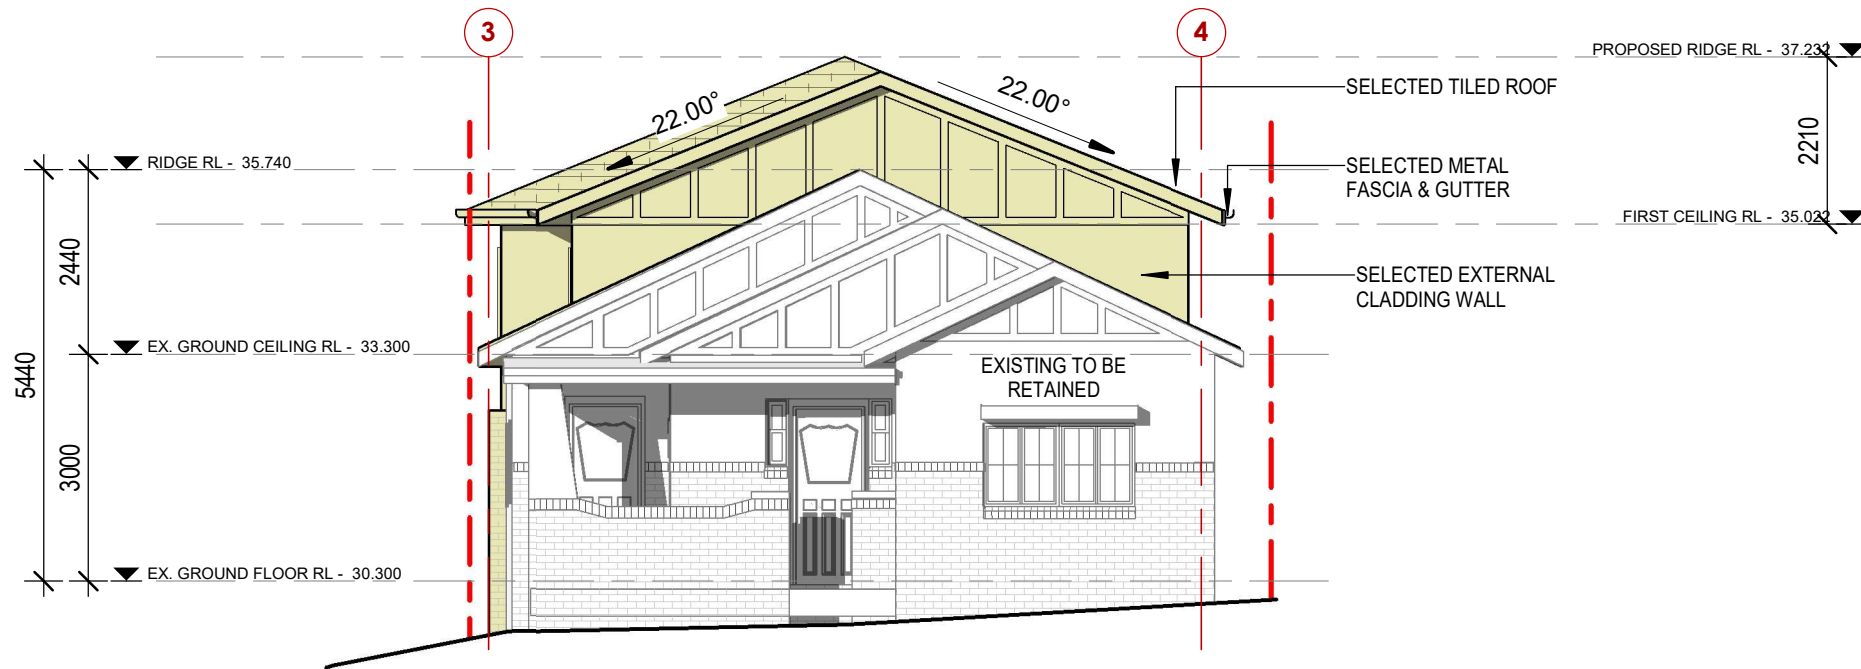 3
4
PROPOSED RIDGE RL - 37.232
SELECTED TILED ROOF
22.00°
22.00°
2210
RIDGE RL - 35.740
SELECTED METAL
FASCIA & GUTTER
FIRST CEILING RL - 35.022
2440
SELECTED EXTERNAL
CLADDING WALL
EX. GROUND CEILING RL - 33.300
5440
EXISTING TO BE
RETAINED
3000
EX. GROUND FLOOR RL - 30.300